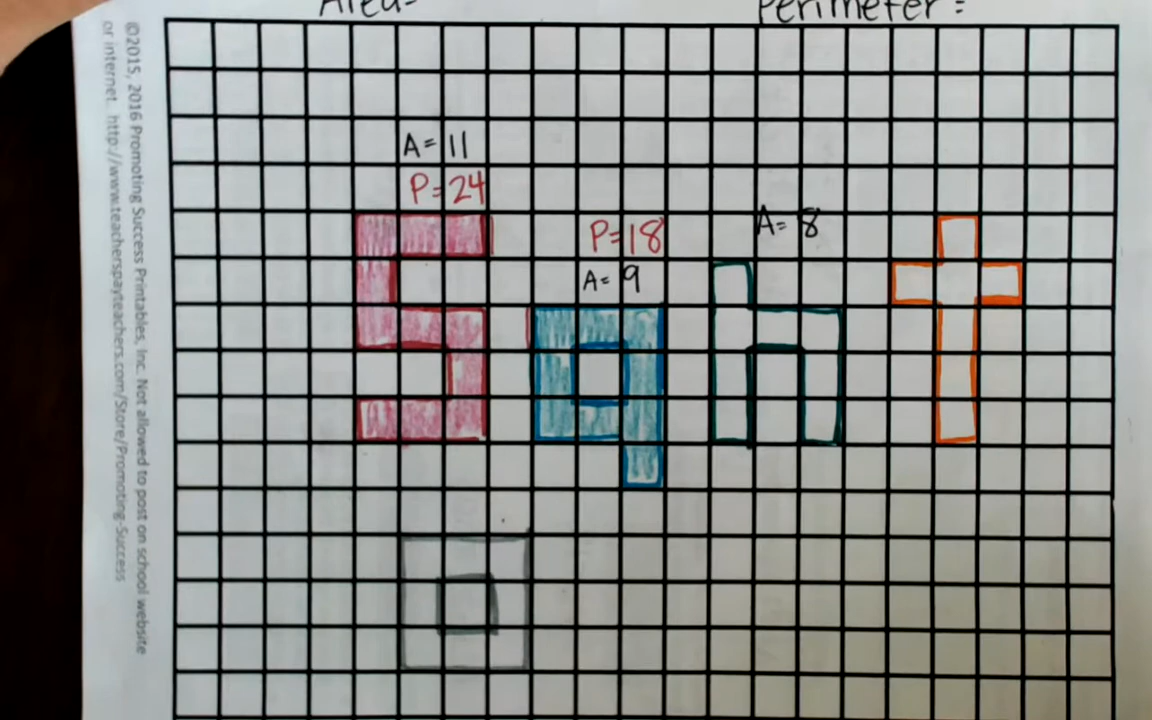 Area=
Perimeter =
A=11
P=24
P=18
A=9
A=8
©2015, 2016 Promoting Success Printables, Inc. Not allowed to post on school website
or internet. http://www.teacherspayteachers.com/Store/Promoting-Success